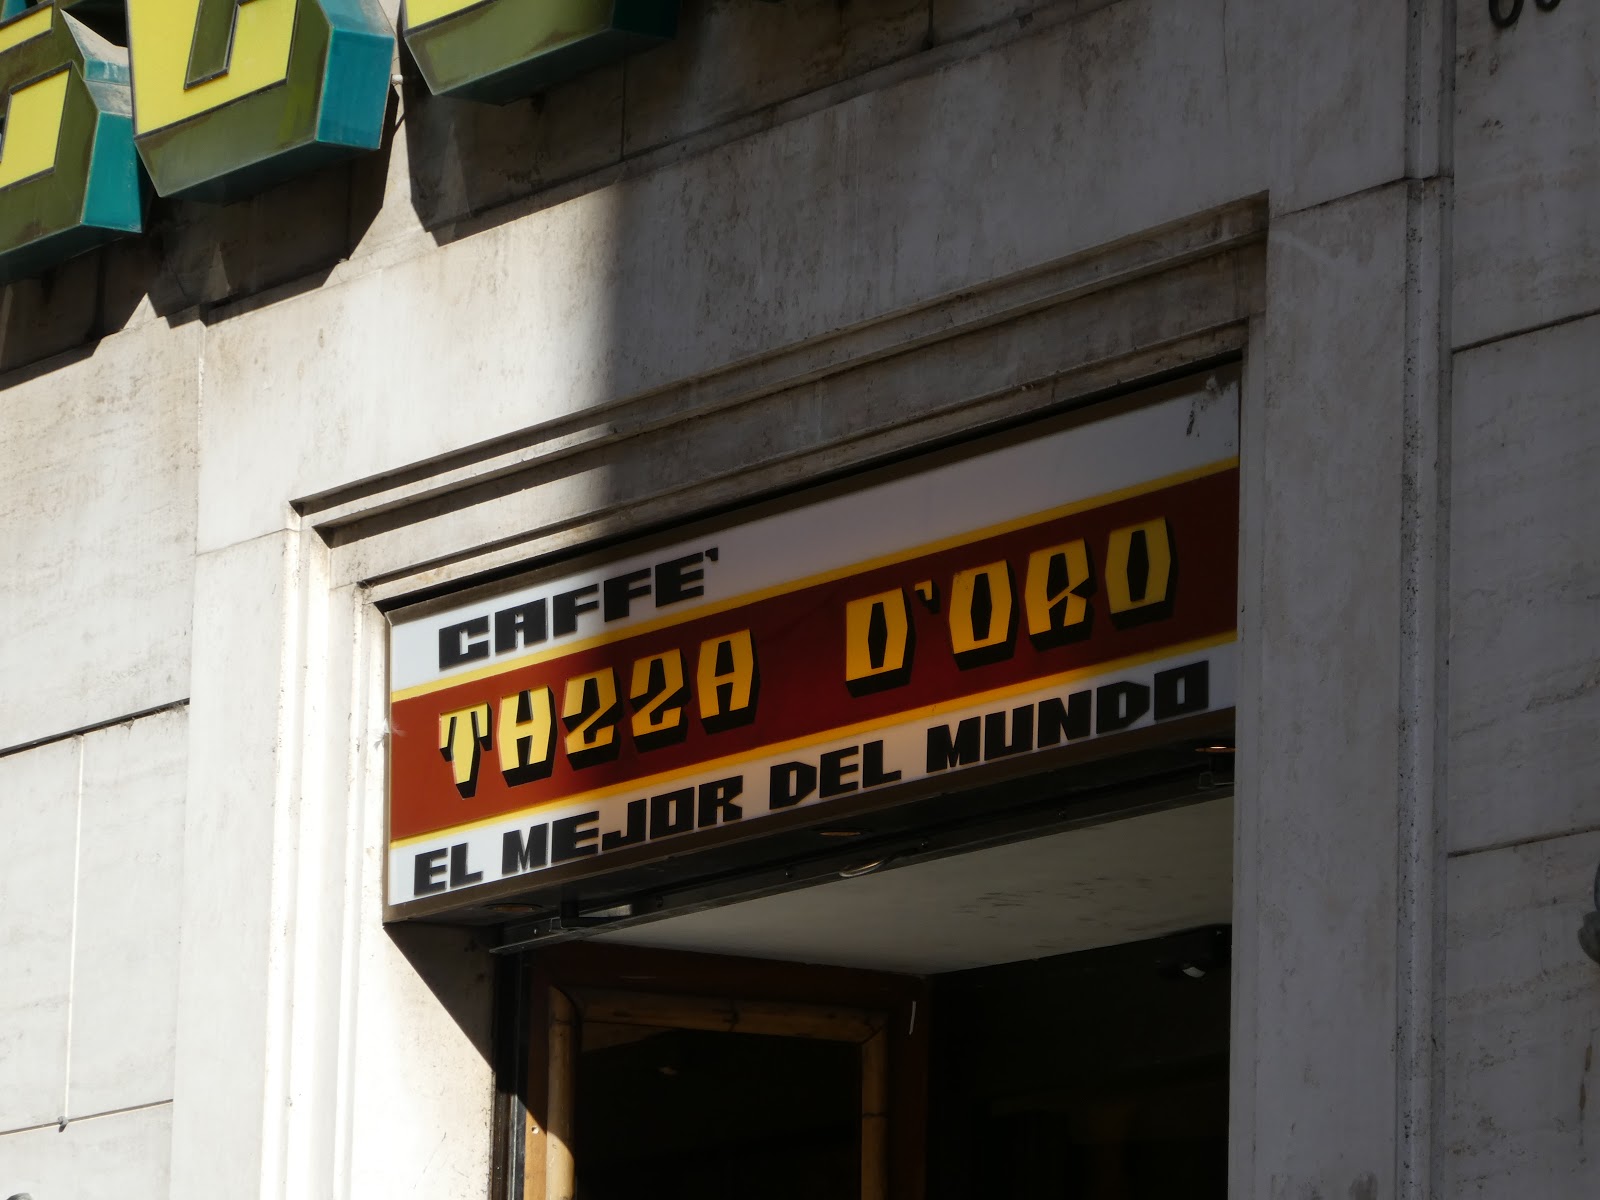 CAFFE'
TAZZA D'ORO
EL MEJOR DEL MUNDO